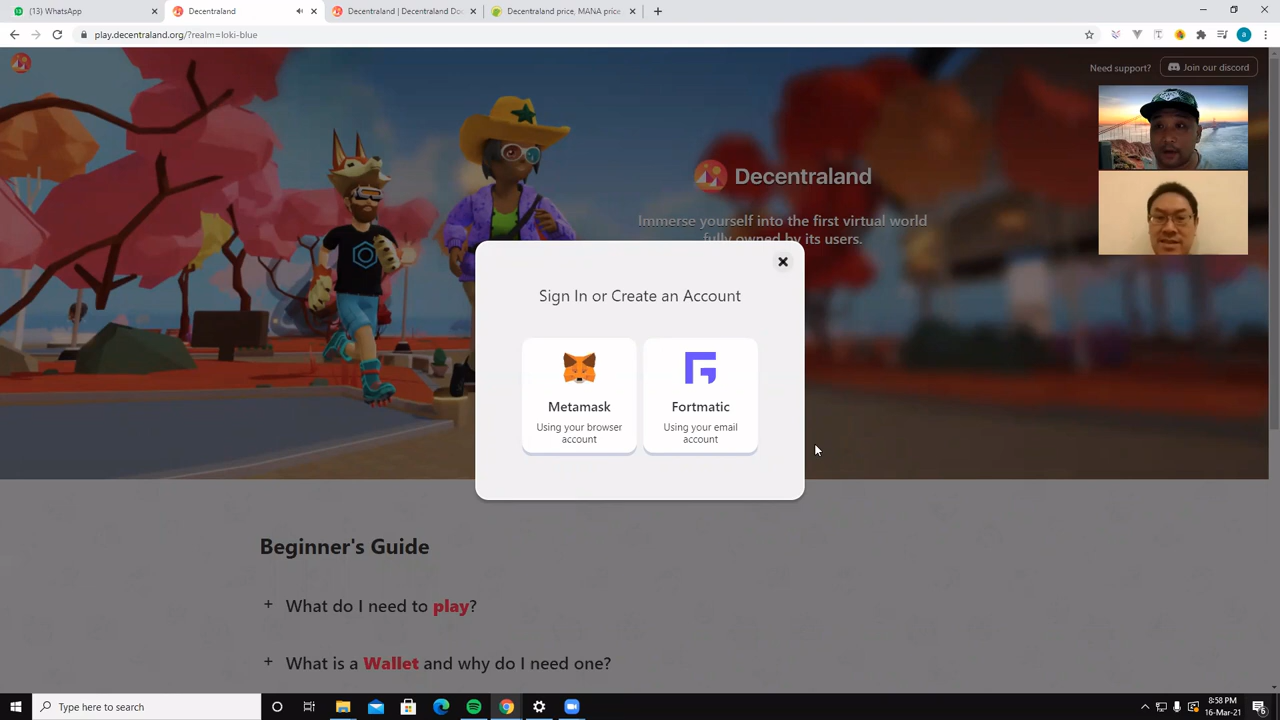 (13) WhatsApp
Decentraland
Decentraland | Decentraland Do
Decentraland price, MANA price
play.decentraland.org/?realm=loki-blue
a
Need support?
Join our discord
Decentraland
Immerse yourself into the first virtual world
fully owned by its users.
Sign In or Create an Account
Metamask
Using your browser
account
Fortmatic
Using your email
account
Beginner's Guide
+ What do I need to play?
+ What is a Wallet and why do I need one?
Type here to search
8:58 PM
16-Mar-21
6